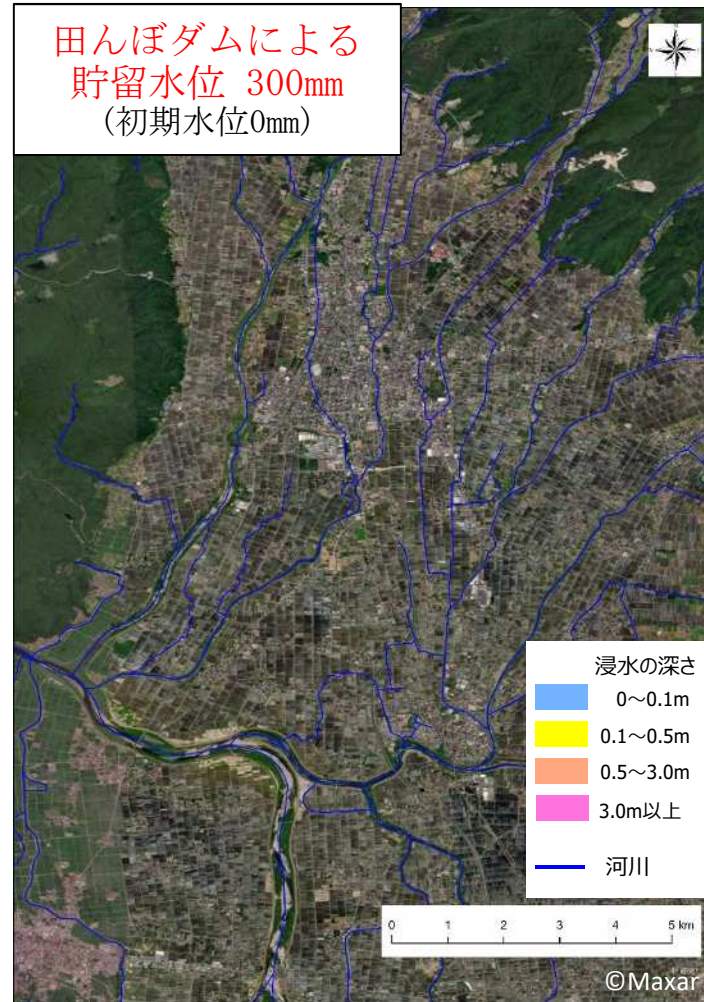 田んぼダムによる
貯留水位 300mm
(初期水位0mm)
浸水の深さ
0～0.1m
0.1～0.5m
0.5～3.0m
3.0m以上
河川
0 1 2 3 4 5 km
©Maxar